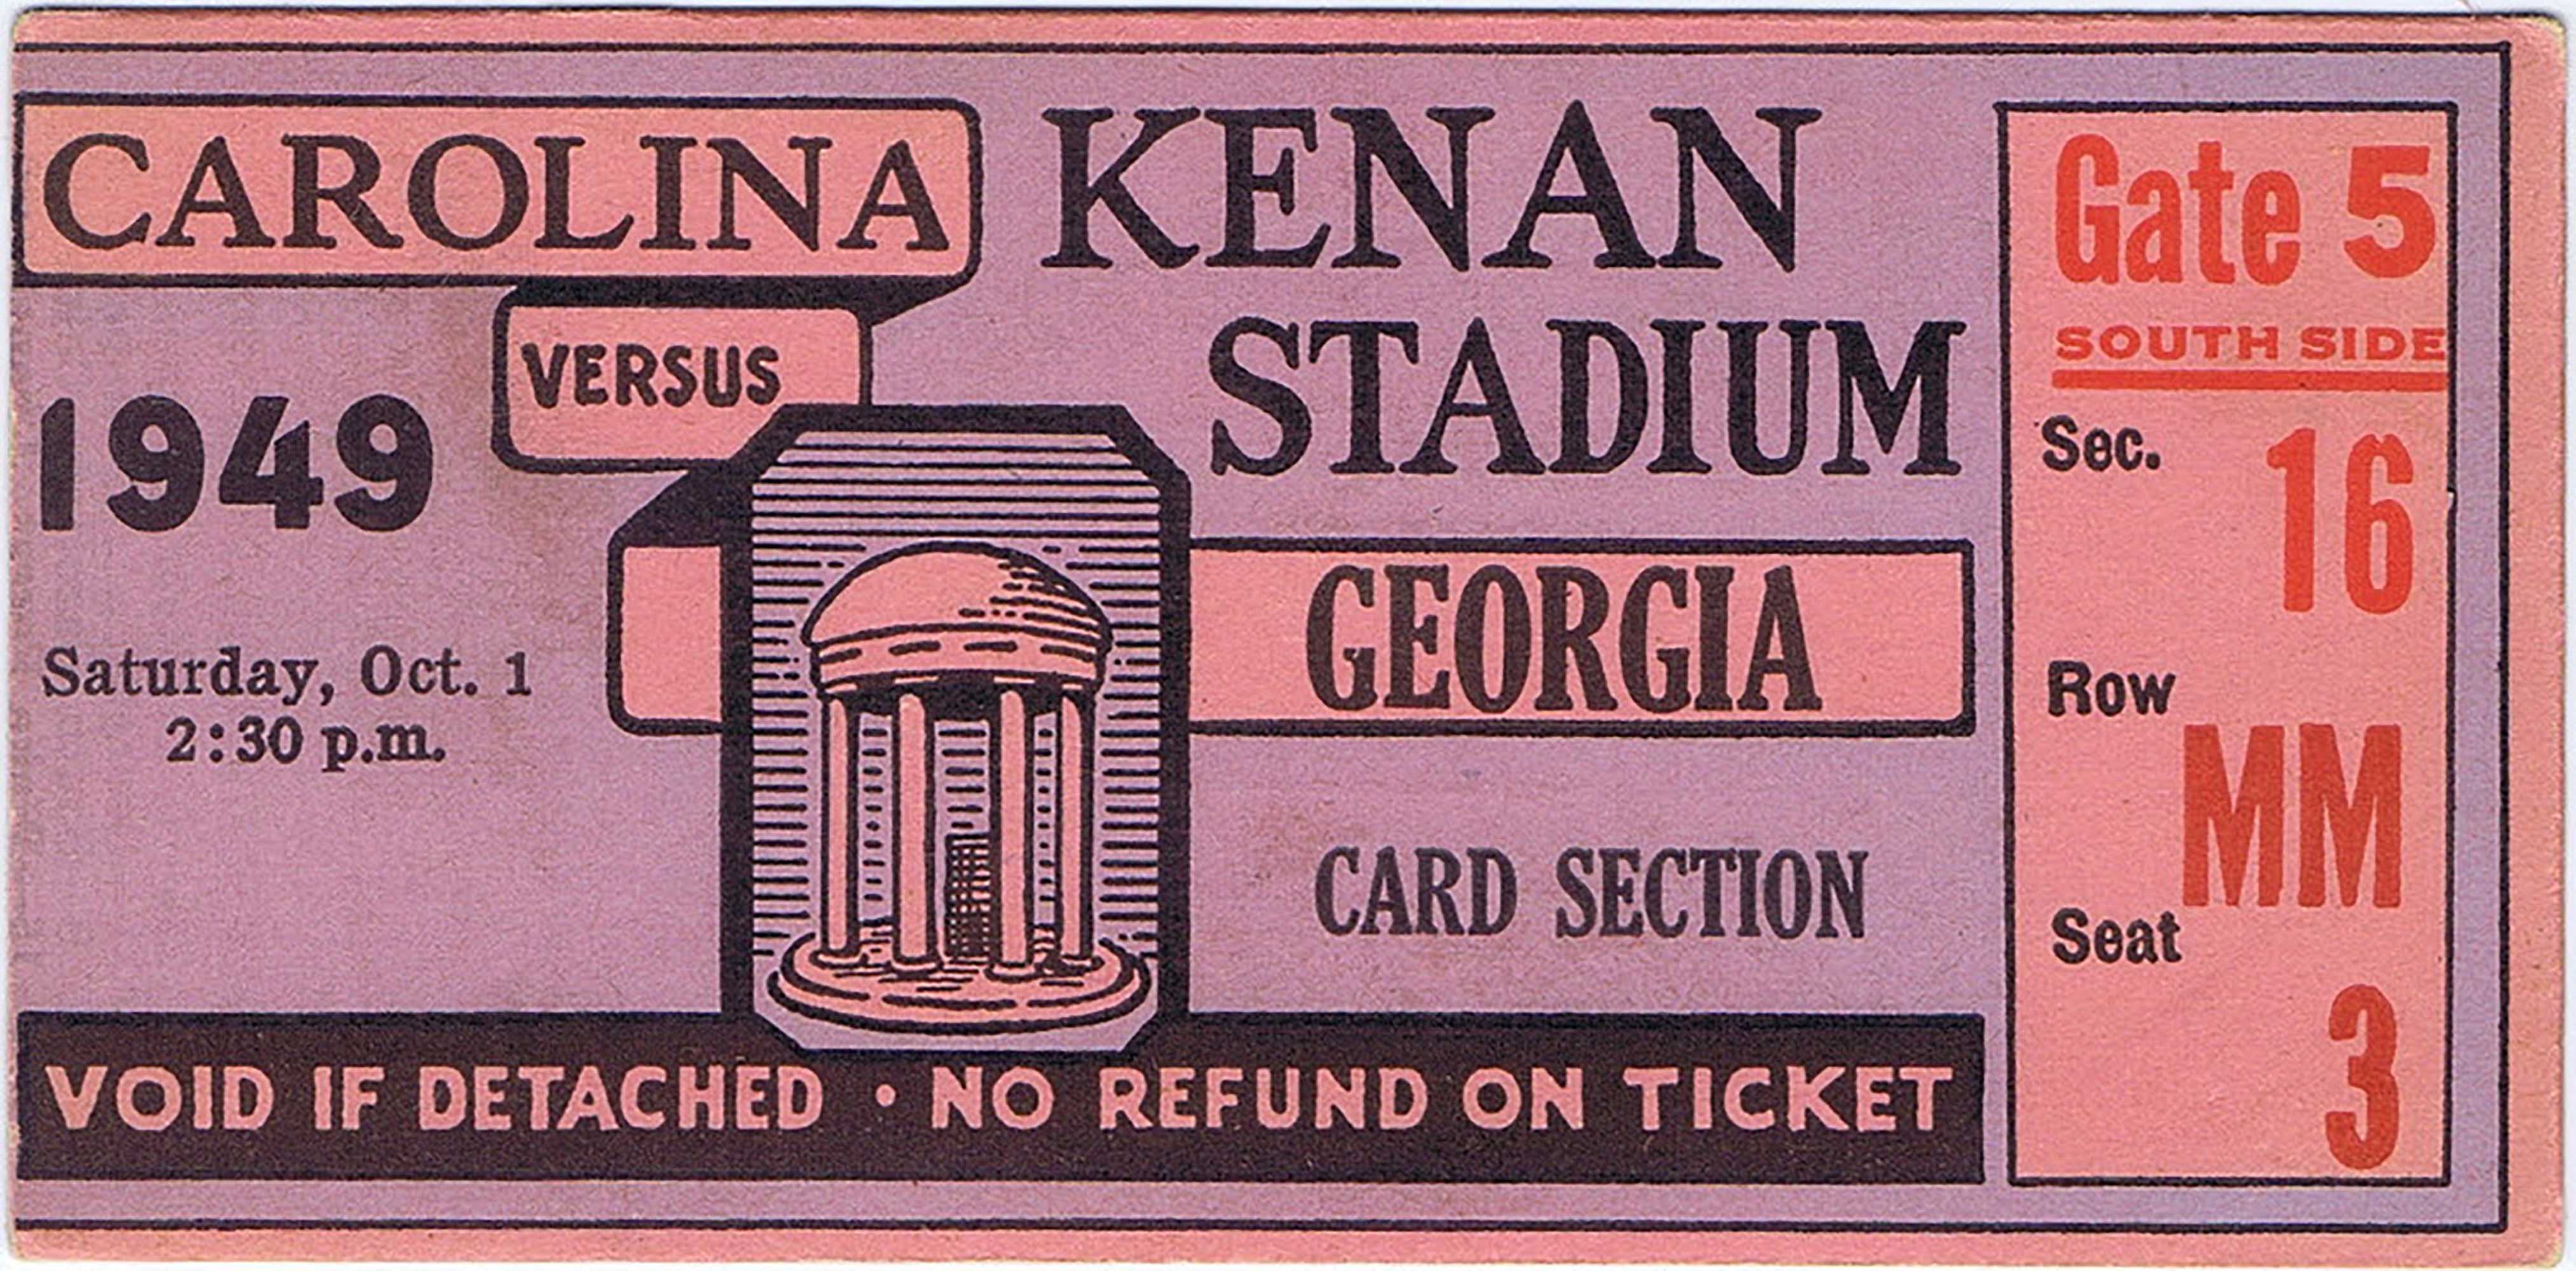 CAROLINA
VERSUS
KENAN
STADIUM
1949
GEORGIA
Saturday, Oct. 1
2:30 p.m.
CARD SECTION
VOID IF DETACHED • NO REFUND ON TICKET
Gate 5
SOUTH SIDE
Sec.
16
Row
MM
Seat
3